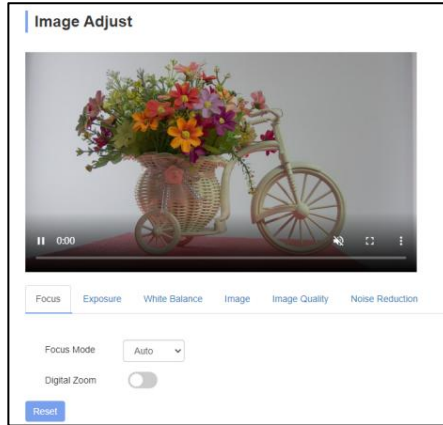 Image Adjust
0:00
Focus Exposure White Balance Image Image Quality Noise Reduction
Focus Mode Auto
Digital Zoom
Reset